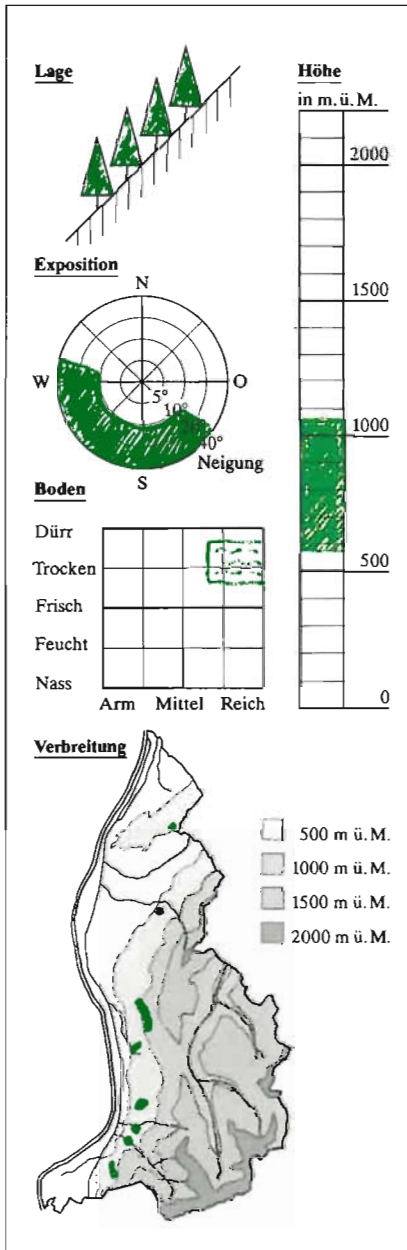 Lage
Höhe
in m. ü. M.
2000
1500
1000
500
0
Exposition
N
W
O
S
5°
10°
20°
40°
Neigung
Boden
Dürr
Trocken
Frisch
Feucht
Nass
Arm Mittel Reich
Verbreitung
500 m ü. M.
1000 m ü. M.
1500 m ü. M.
2000 m ü. M.